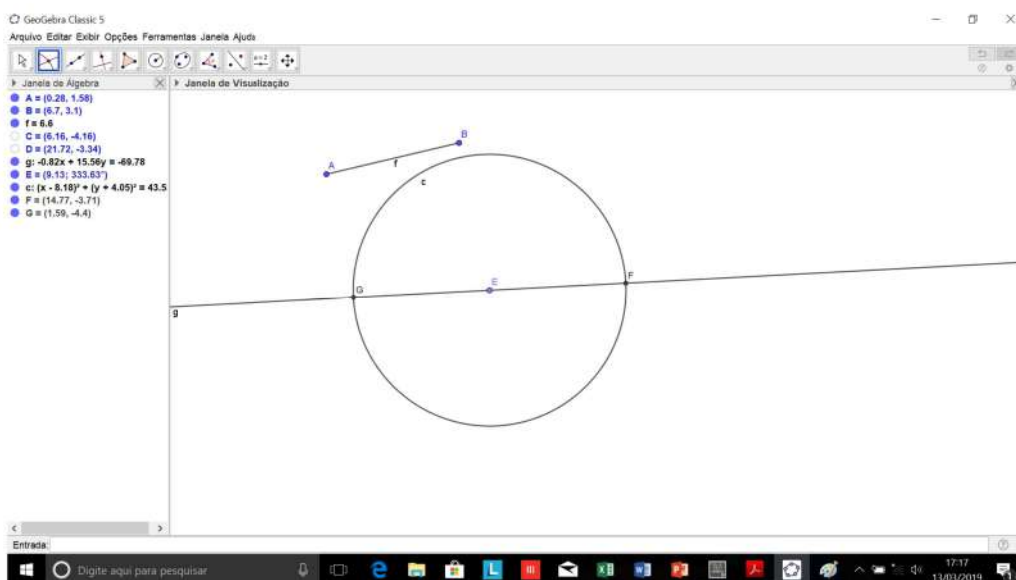 GeoGebra Classic 5
Arquivo Editar Exibir Opções Ferramentas Janela Ajuda
a=2
Janela de Álgebra
Janela de Visualização
A = (0.28, 1.58)
B = (6.7, 3.1)
f = 6.6
C = (6.16, -4.16)
D = (21.72, -3.34)
g: -0.82x + 15.56y = -69.78
E = (9.13; 333.63°)
c: (x - 8.18)² + (y + 4.05)² = 43.5
F = (14.77, -3.71)
G = (1.59, -4.4)
A
B
f
c
G
E
F
g
Entrada:
Digite aqui para pesquisar
17:17
13/03/2019